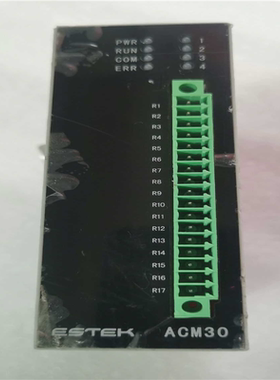 PWR 1
RUN 2
COM 3
ERR 4
R1
R2
R3
R4
R5
R6
R7
R8
R9
R10
R11
R12
R13
R14
R15
R16
R17
ESTEK ACM30